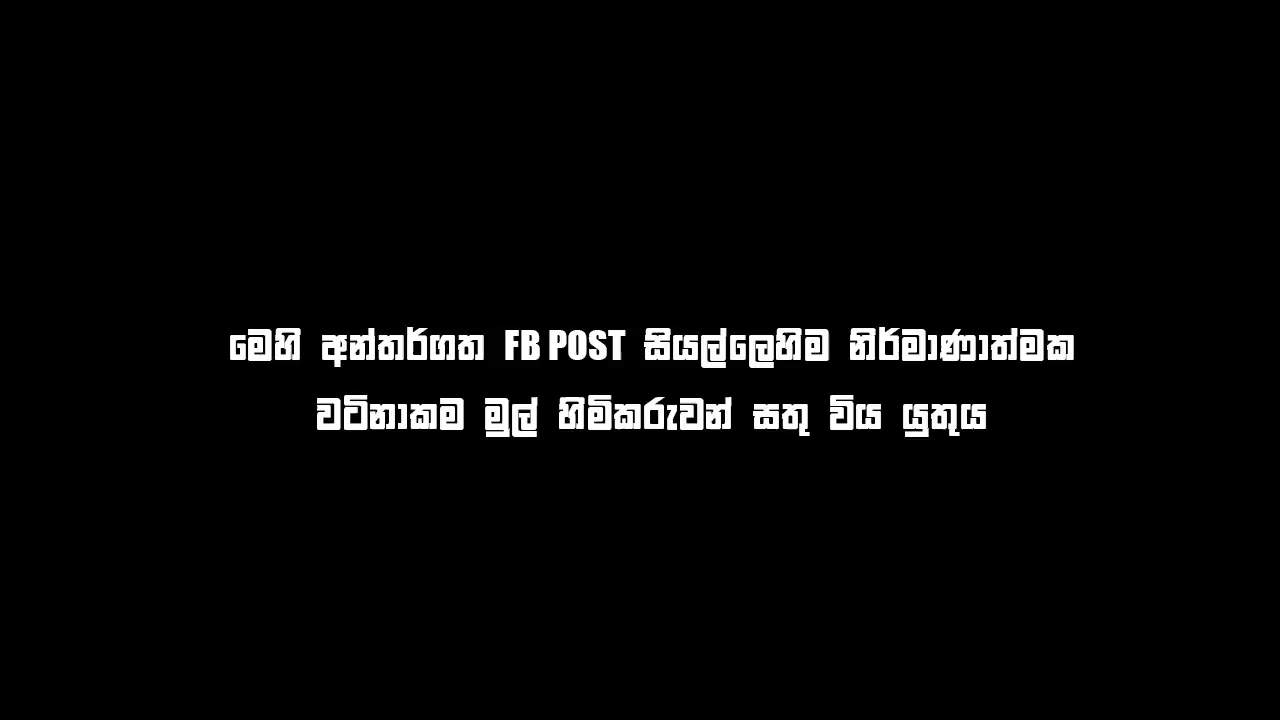 මෙහි අන්තර්ගත FB POST සියල්ලෙහිම නිර්මාණාත්මක
වටිනාකම මුල් හිමිකරුවන් සතු විය යුතුය